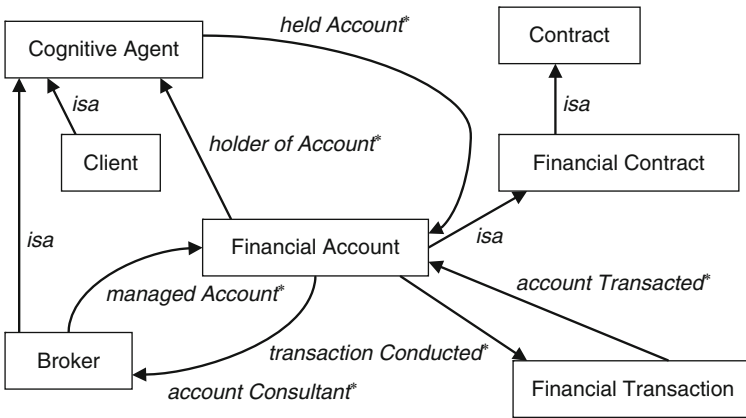 held Account*
Cognitive Agent
Contract
isa
isa
Client
holder of Account*
Financial Contract
isa
Financial Account
isa
managed Account*
account Transacted*
Broker
transaction Conducted*
account Consultant*
Financial Transaction